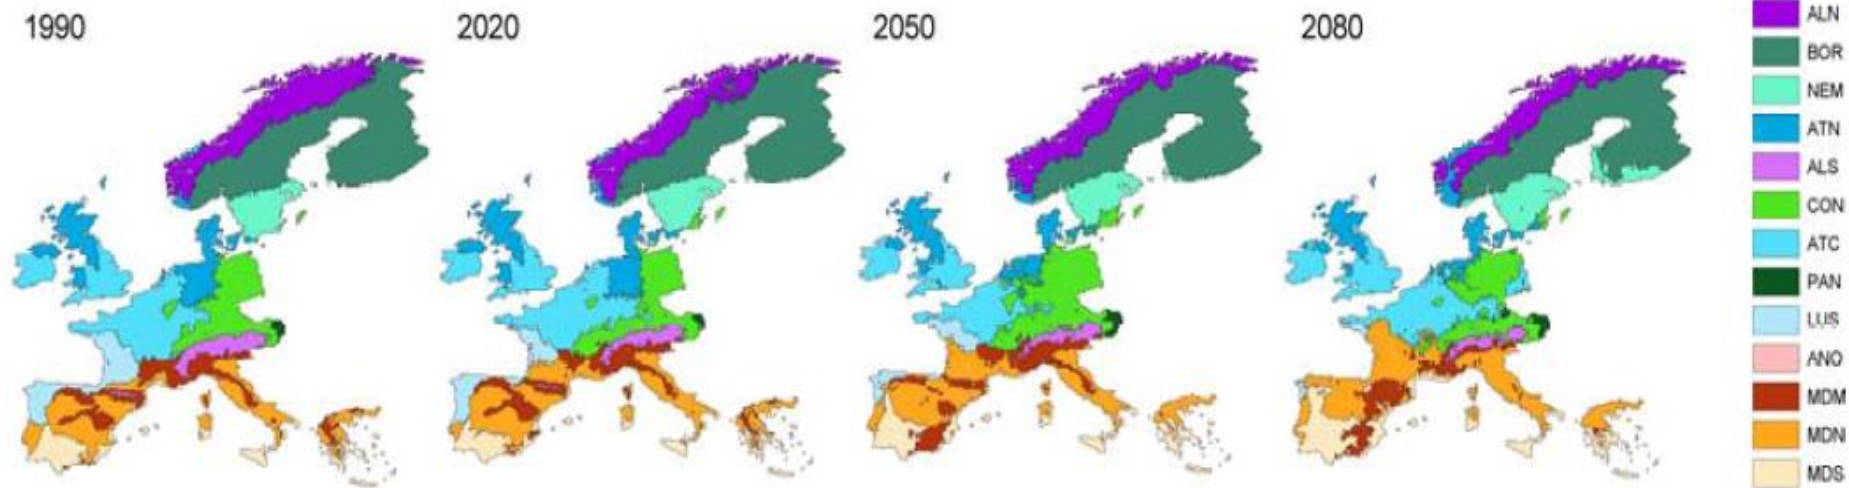 1990
2020
2050
2080
ALN
BOR
NEM
ATN
ALS
CON
ATC
PAN
LUS
ANO
MDM
MDN
MDS